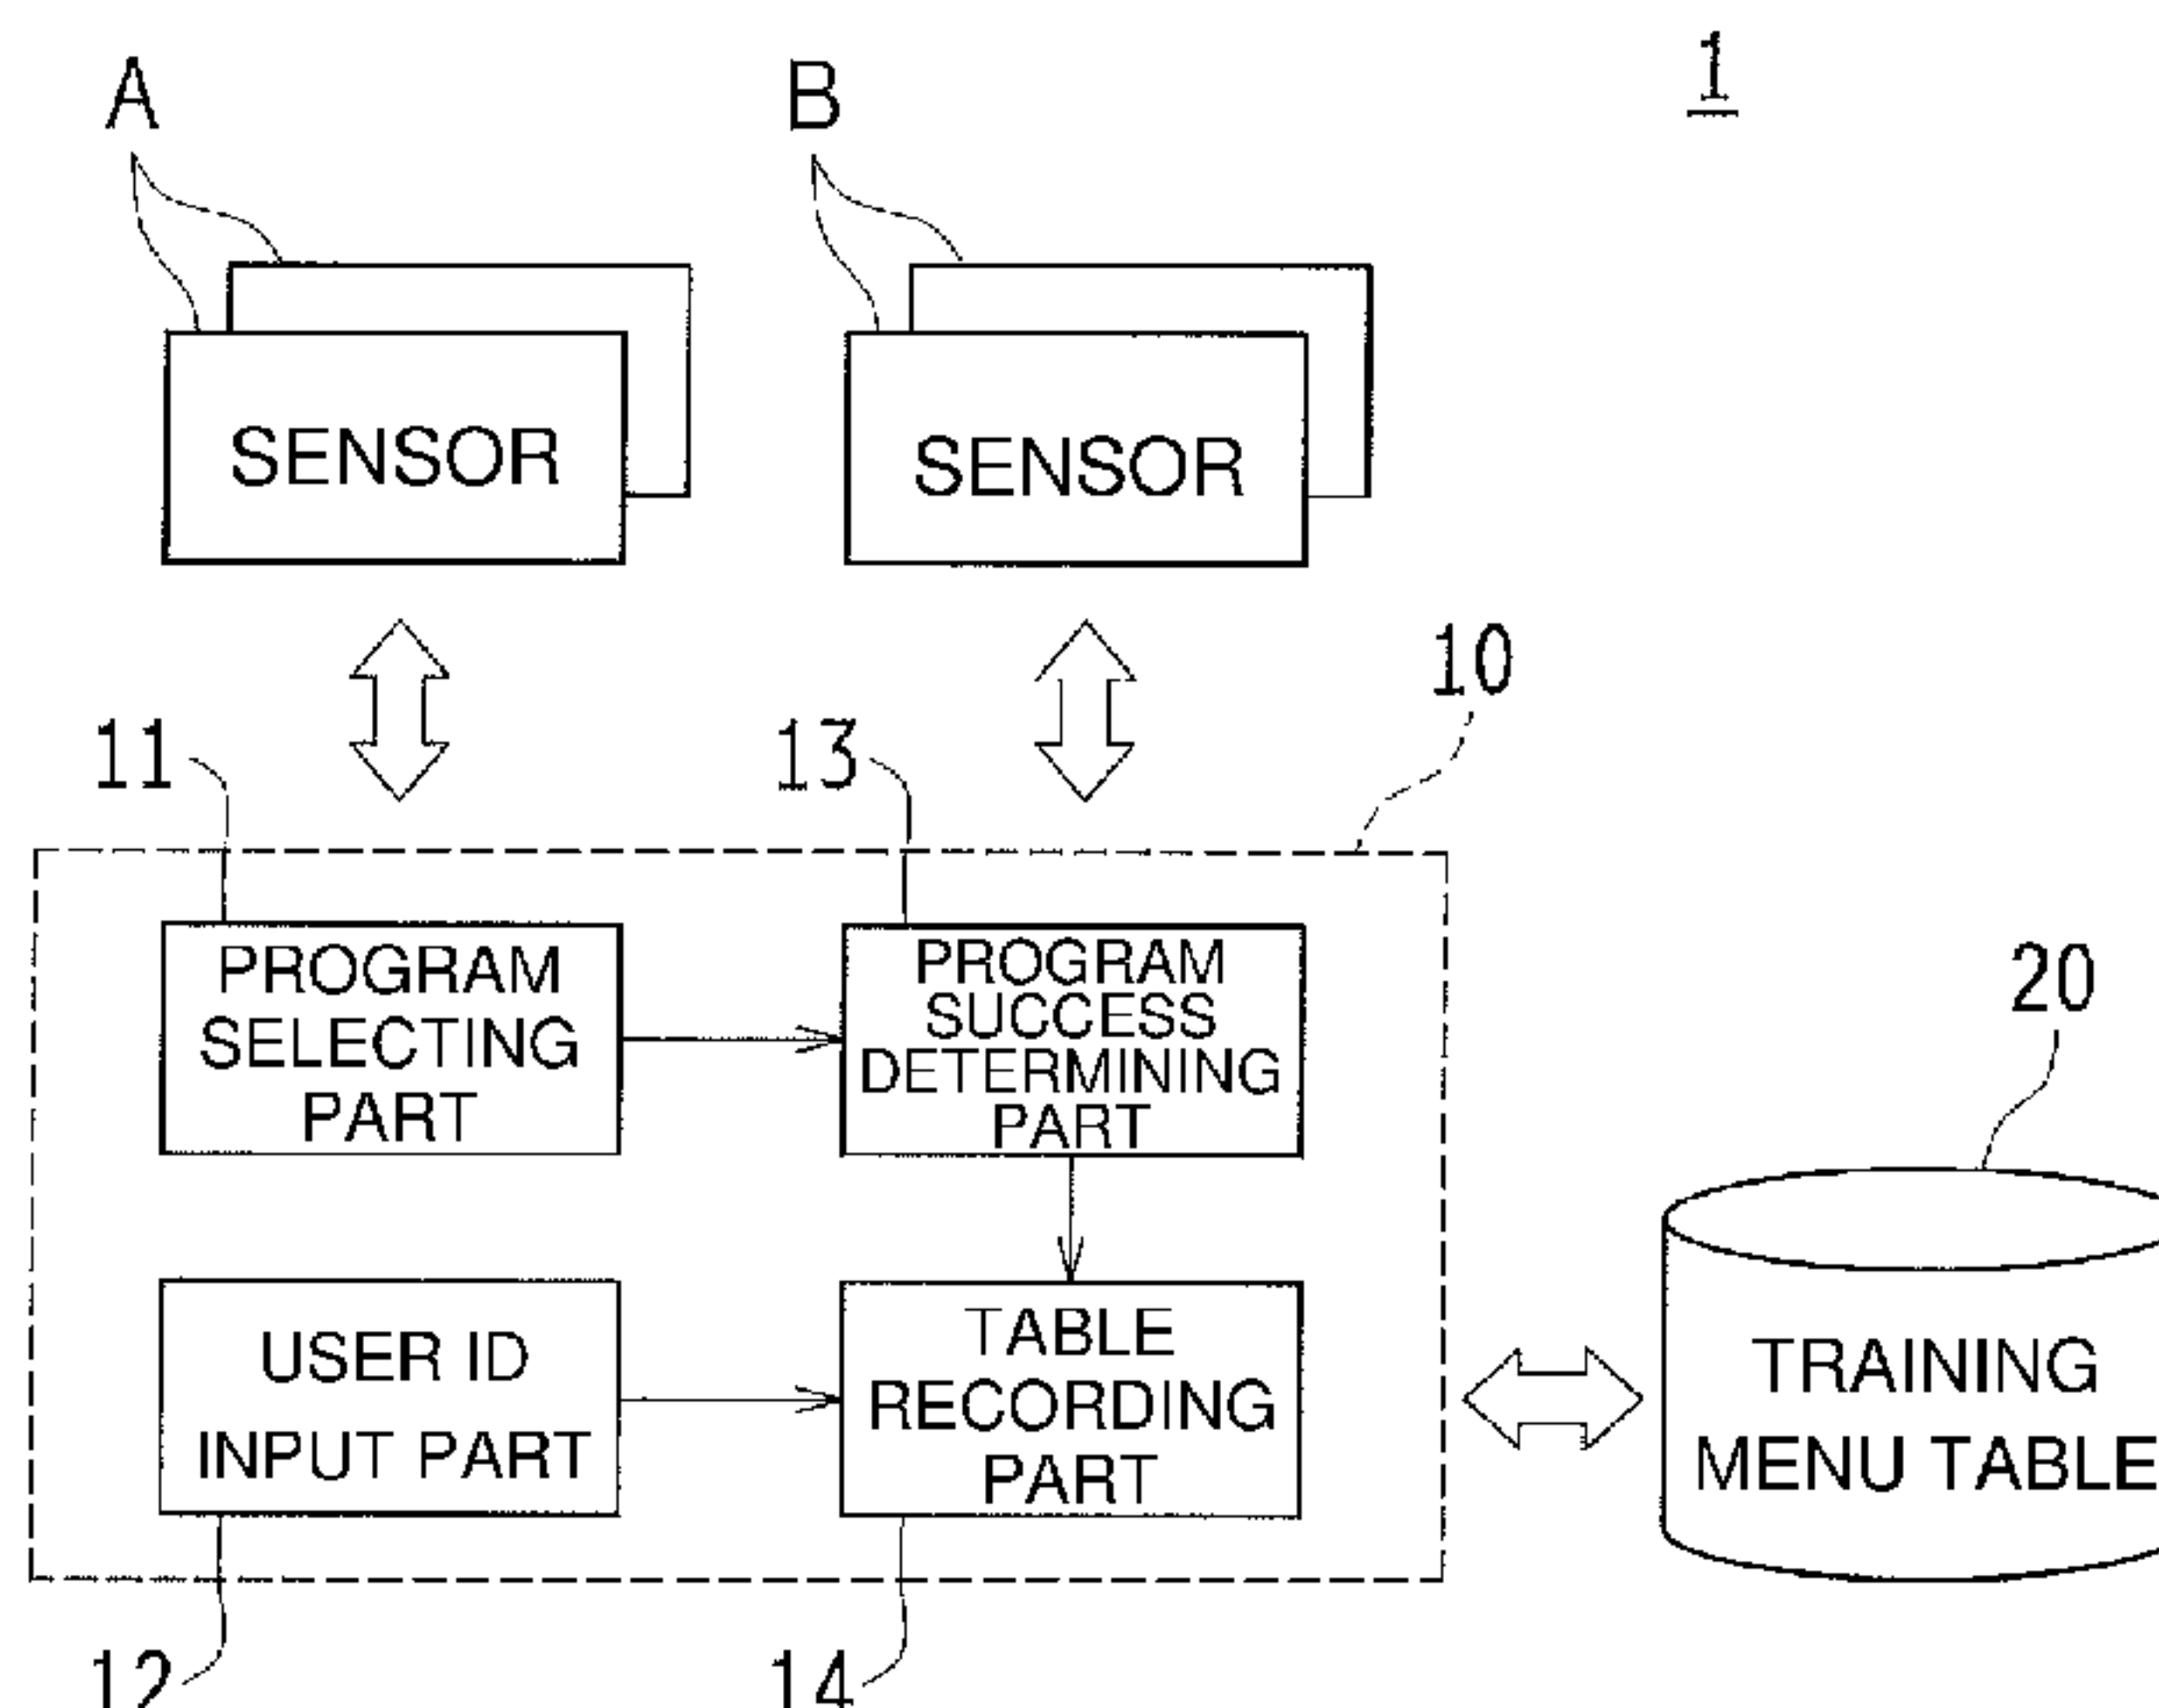 1
A
B
SENSOR
SENSOR
10
11
13
PROGRAM
SELECTING
PART
PROGRAM
SUCCESS
DETERMINING
PART
20
USER ID
INPUT PART
TABLE
RECORDING
PART
TRAINING
MENU TABLE
12
14